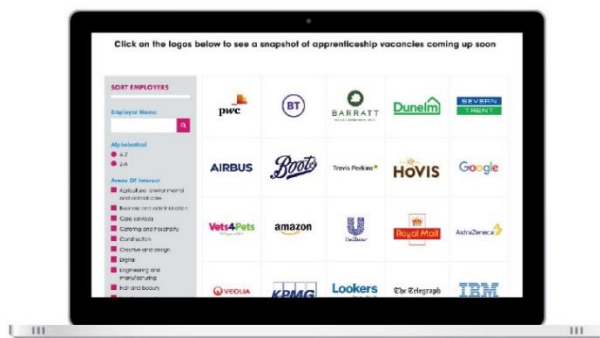 Click on the logos below to see a snapshot of apprenticeship vacancies coming up soon
SORT EMPLOYERS
Employer Name
Alphabetical
A-Z
Z-A
Areas Of Interest
Agriculture, environmental
and animal care
Business and administration
Care services
Catering and hospitality
Construction
Creative and design
Digital
Engineering and
manufacturing
Hair and beauty
pwc
BT
BARRATT
Dunelm
SEVERN
TRENT
AIRBUS
Boots
Travis Perkins
HOVIS
Google
Vets4Pets
amazon
Unilever
Royal Mail
AstraZeneca
VEOLIA
KPMG
Lookers
The Telegraph
IBM